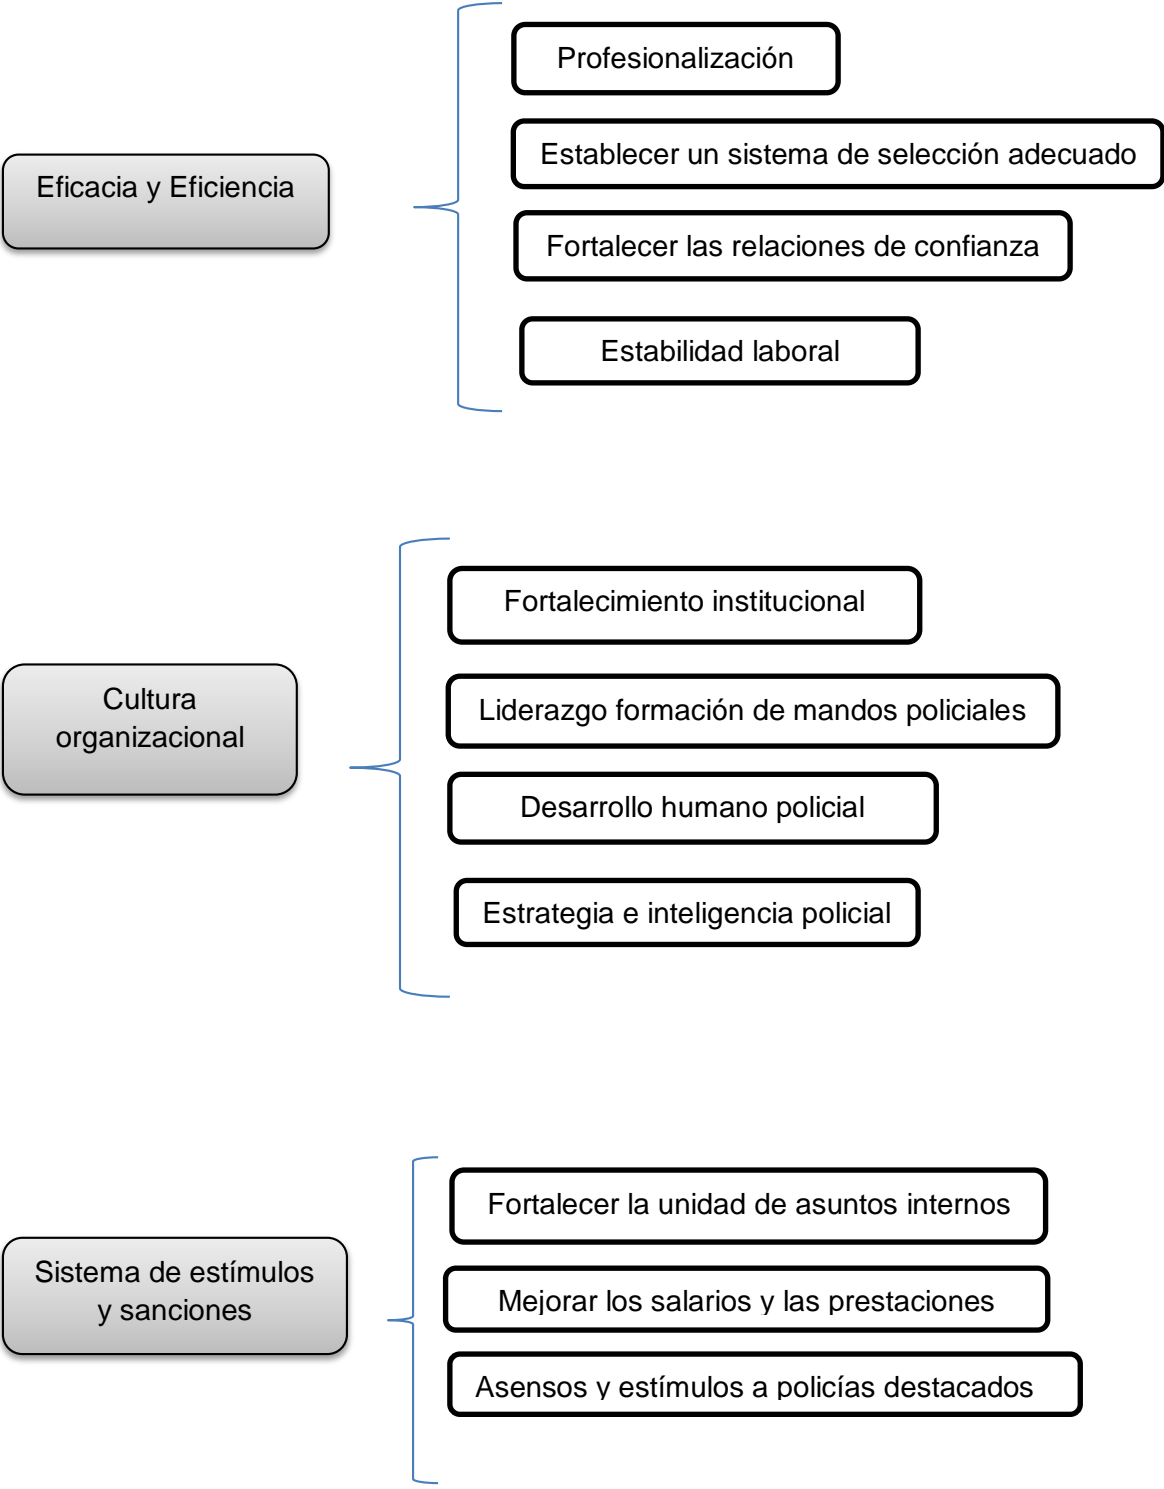 Profesionalización
Establecer un sistema de selección adecuado
Eficacia y Eficiencia
Fortalecer las relaciones de confianza
Estabilidad laboral
Fortalecimiento institucional
Cultura
organizacional
Liderazgo formación de mandos policiales
Desarrollo humano policial
Estrategia e inteligencia policial
Fortalecer la unidad de asuntos internos
Sistema de estímulos
y sanciones
Mejorar los salarios y las prestaciones
Asensos y estímulos a policías destacados